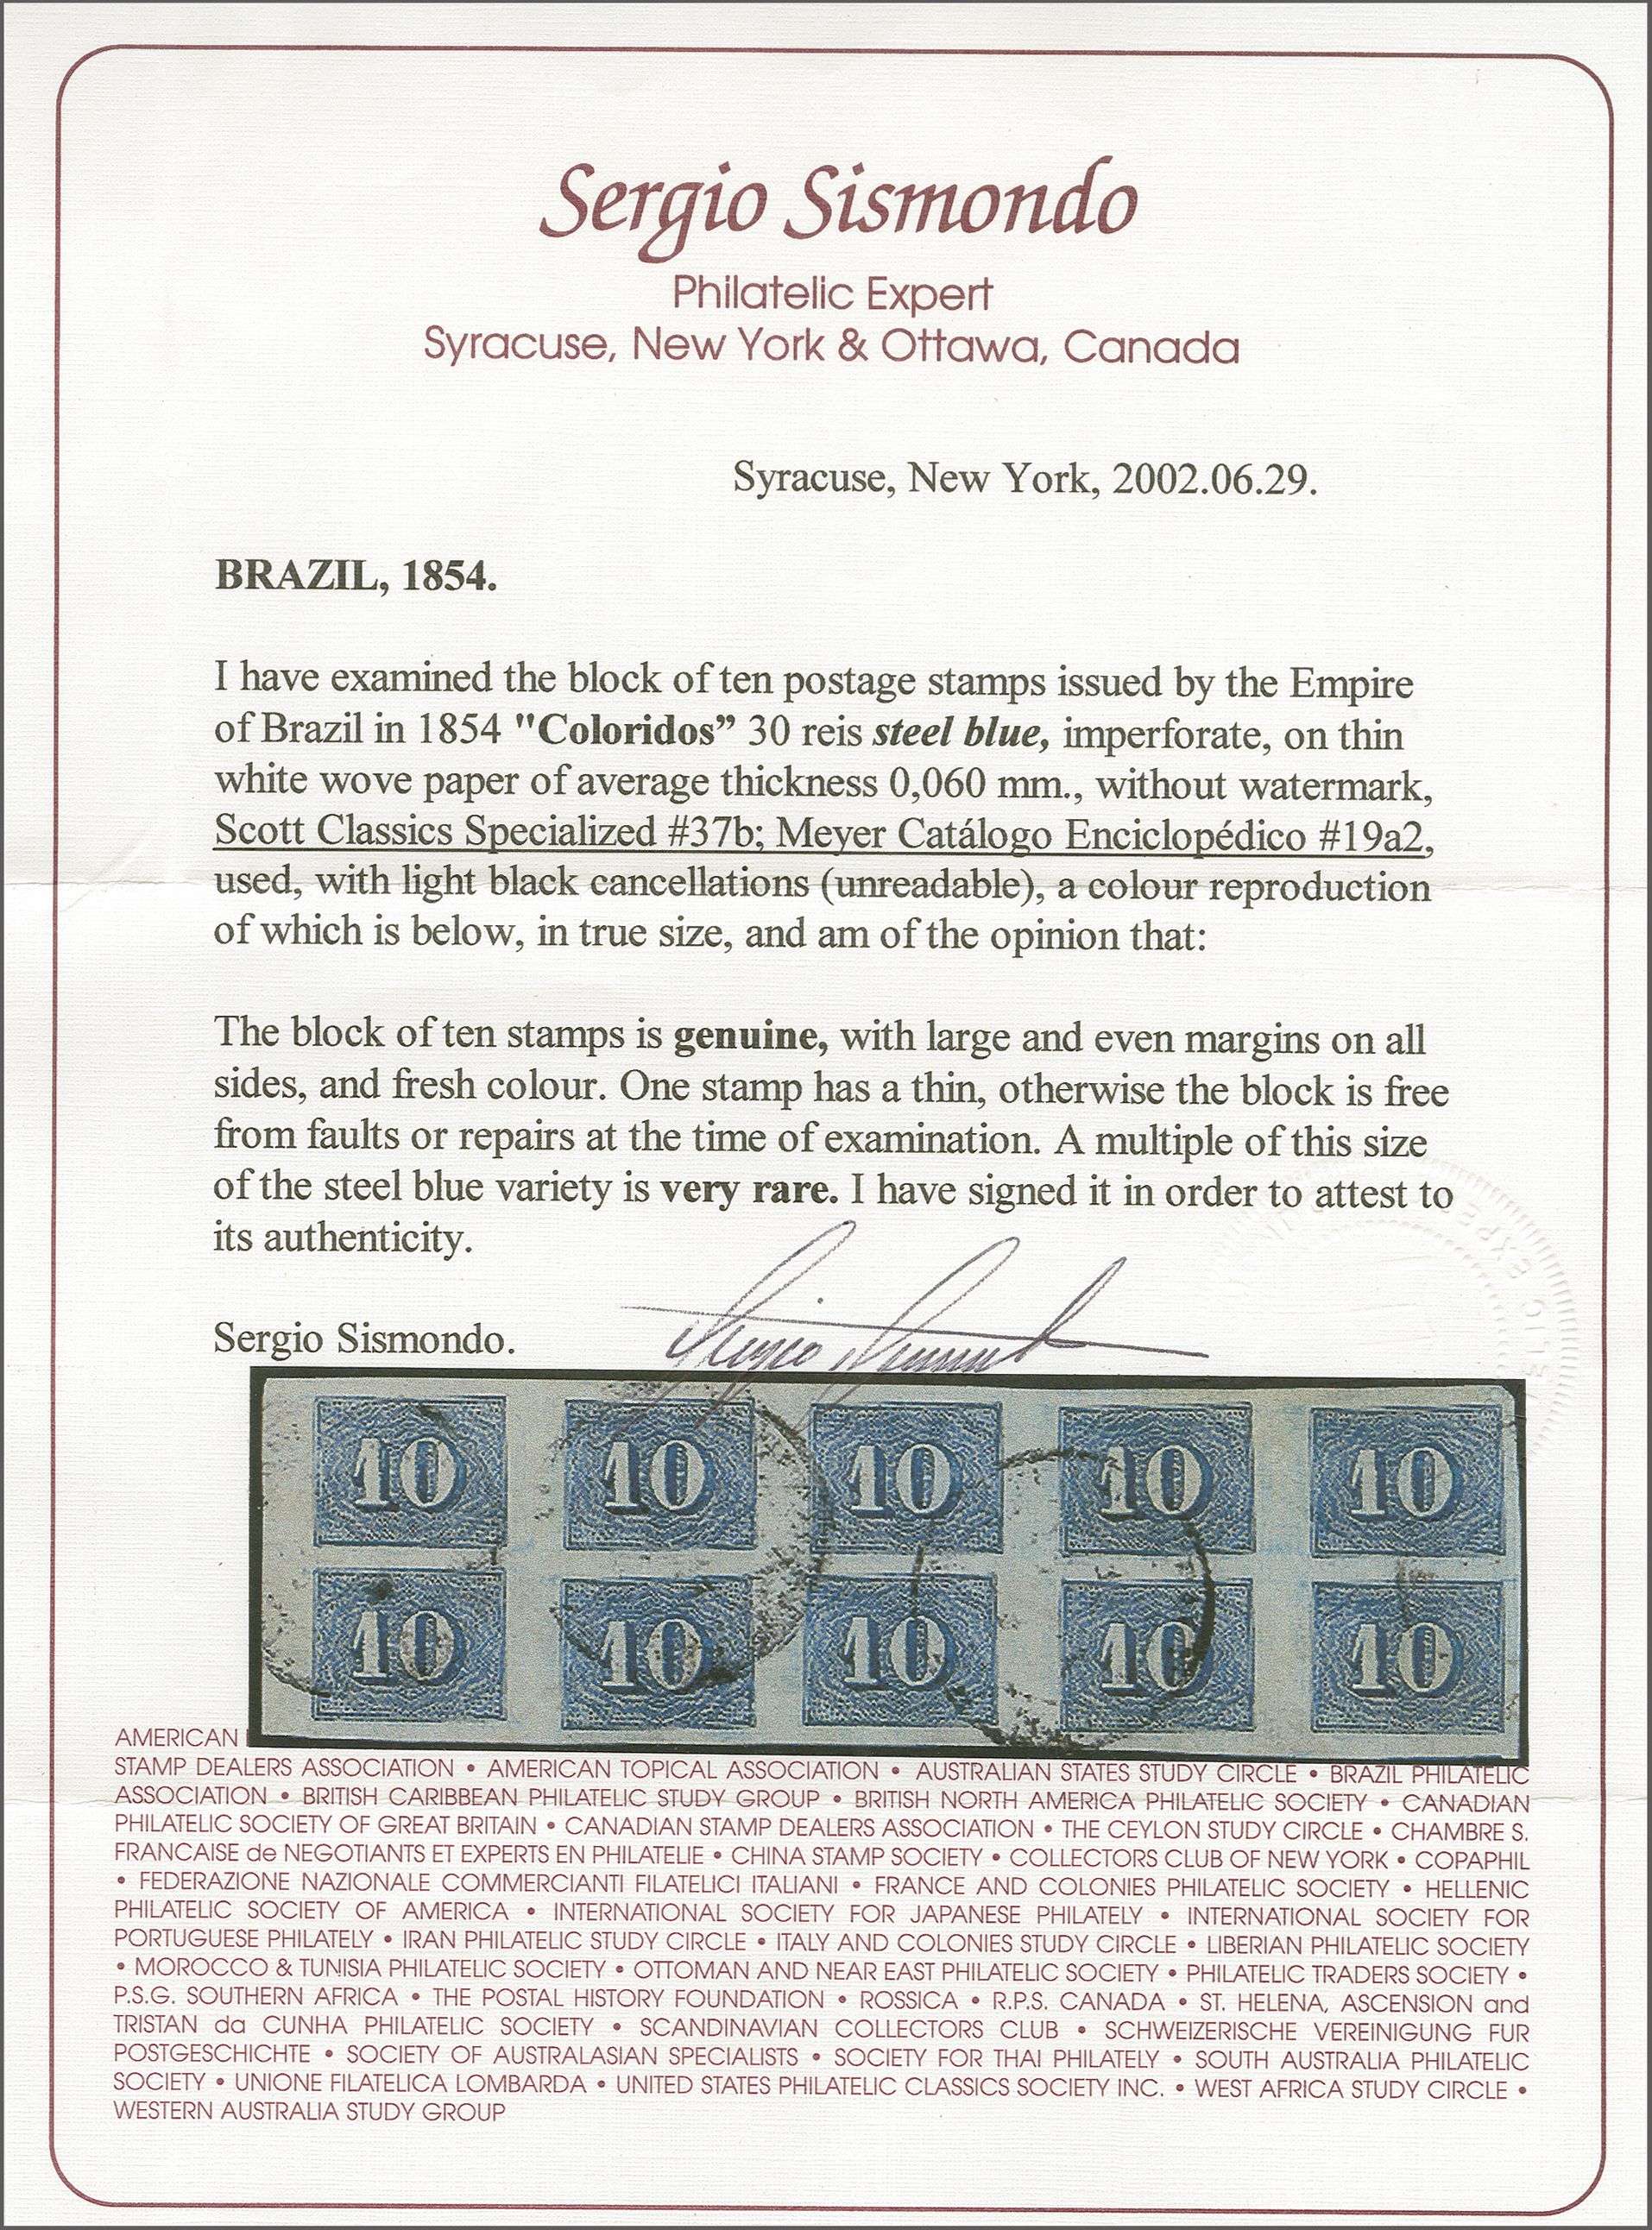 Sergio Sismondo
Philatelic Expert
Syracuse, New York & Ottawa, Canada
Syracuse, New York, 2002.06.29.
BRAZIL, 1854.
I have examined the block of ten postage stamps issued by the Empire
of Brazil in 1854 "Coloridos” 30 reis steel blue, imperforate, on thin
white wove paper of average thickness 0,060 mm., without watermark,
Scott Classics Specialized #37b; Meyer Catálogo Enciclopédico #19a2,
used, with light black cancellations (unreadable), a colour reproduction
of which is below, in true size, and am of the opinion that:
The block of ten stamps is genuine, with large and even margins on all
sides, and fresh colour. One stamp has a thin, otherwise the block is free
from faults or repairs at the time of examination. A multiple of this size
of the steel blue variety is very rare. I have signed it in order to attest to
its authenticity.
Sergio Sismondo.
Sergio Sismondo
10 10 10 10 10
10 10 10 10 10
AMERICAN
STAMP DEALERS ASSOCIATION • AMERICAN TOPICAL ASSOCIATION • AUSTRALIAN STATES STUDY CIRCLE • BRAZIL PHILATELIC
ASSOCIATION • BRITISH CARIBBEAN PHILATELIC STUDY GROUP • BRITISH NORTH AMERICA PHILATELIC SOCIETY • CANADIAN
PHILATELIC SOCIETY OF GREAT BRITAIN • CANADIAN STAMP DEALERS ASSOCIATION • THE CEYLON STUDY CIRCLE • CHAMBRE S.
FRANCAISE de NEGOTIANTS ET EXPERTS EN PHILATELIE • CHINA STAMP SOCIETY • COLLECTORS CLUB OF NEW YORK • COPAPHIL
• FEDERAZIONE NAZIONALE COMMERCIANTI FILATELICI ITALIANI • FRANCE AND COLONIES PHILATELIC SOCIETY • HELLENIC
PHILATELIC SOCIETY OF AMERICA • INTERNATIONAL SOCIETY FOR JAPANESE PHILATELY • INTERNATIONAL SOCIETY FOR
PORTUGUESE PHILATELY • IRAN PHILATELIC STUDY CIRCLE • ITALY AND COLONIES STUDY CIRCLE • LIBERIAN PHILATELIC SOCIETY
• MOROCCO & TUNISIA PHILATELIC SOCIETY • OTTOMAN AND NEAR EAST PHILATELIC SOCIETY • PHILATELIC TRADERS SOCIETY •
P.S.G. SOUTHERN AFRICA • THE POSTAL HISTORY FOUNDATION • ROSSICA • R.P.S. CANADA • ST. HELENA, ASCENSION and
TRISTAN da CUNHA PHILATELIC SOCIETY • SCANDINAVIAN COLLECTORS CLUB • SCHWEIZERISCHE VEREINIGUNG FUR
POSTGESCHICHTE • SOCIETY OF AUSTRALASIAN SPECIALISTS • SOCIETY FOR THAI PHILATELY • SOUTH AUSTRALIA PHILATELIC
SOCIETY • UNIONE FILATELICA LOMBARDA • UNITED STATES PHILATELIC CLASSICS SOCIETY INC. • WEST AFRICA STUDY CIRCLE •
WESTERN AUSTRALIA STUDY GROUP